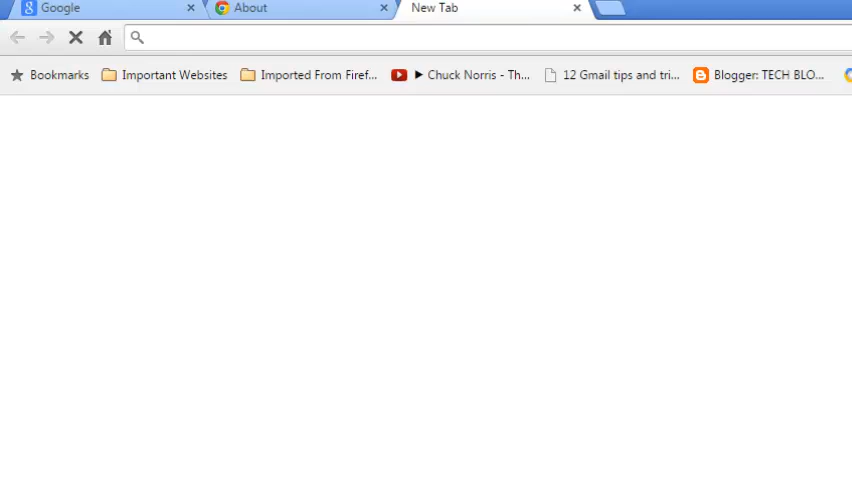 Google About New Tab
Bookmarks Important Websites Imported From Firef... ▶ Chuck Norris - Th... 12 Gmail tips and tri... Blogger: TECH BLO...